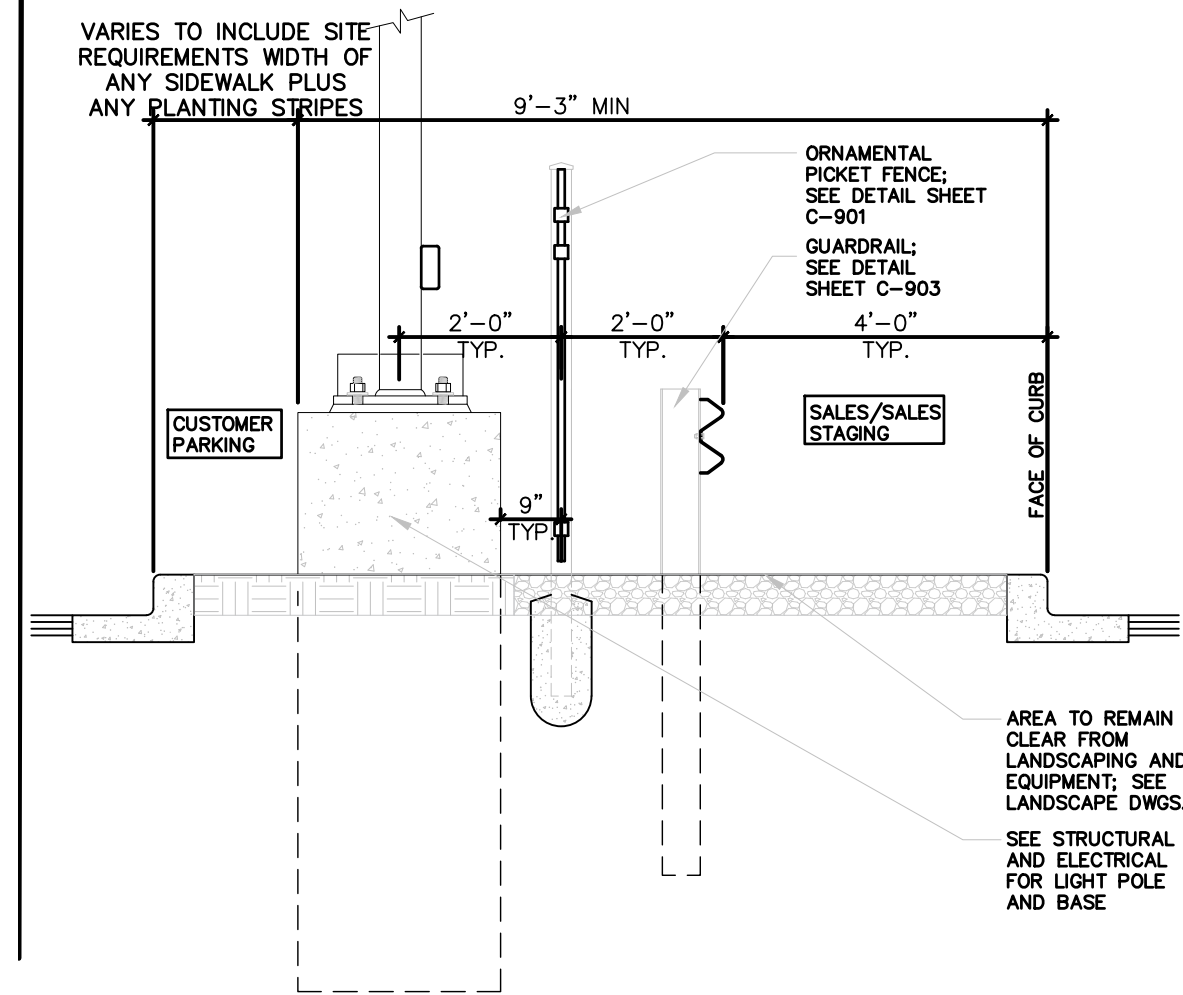 VARIES TO INCLUDE SITE
REQUIREMENTS WIDTH OF
ANY SIDEWALK PLUS
ANY PLANTING STRIPES
9'-3" MIN
ORNAMENTAL
PICKET FENCE;
SEE DETAIL SHEET
C-901
GUARDRAIL;
SEE DETAIL
SHEET C-903
2'-0"
TYP.
2'-0"
TYP.
4'-0"
TYP.
CUSTOMER
PARKING
SALES/SALES
STAGING
FACE OF CURB
9"
TYP.
AREA TO REMAIN
CLEAR FROM
LANDSCAPING AND
EQUIPMENT; SEE
LANDSCAPE DWGS.
SEE STRUCTURAL
AND ELECTRICAL
FOR LIGHT POLE
AND BASE